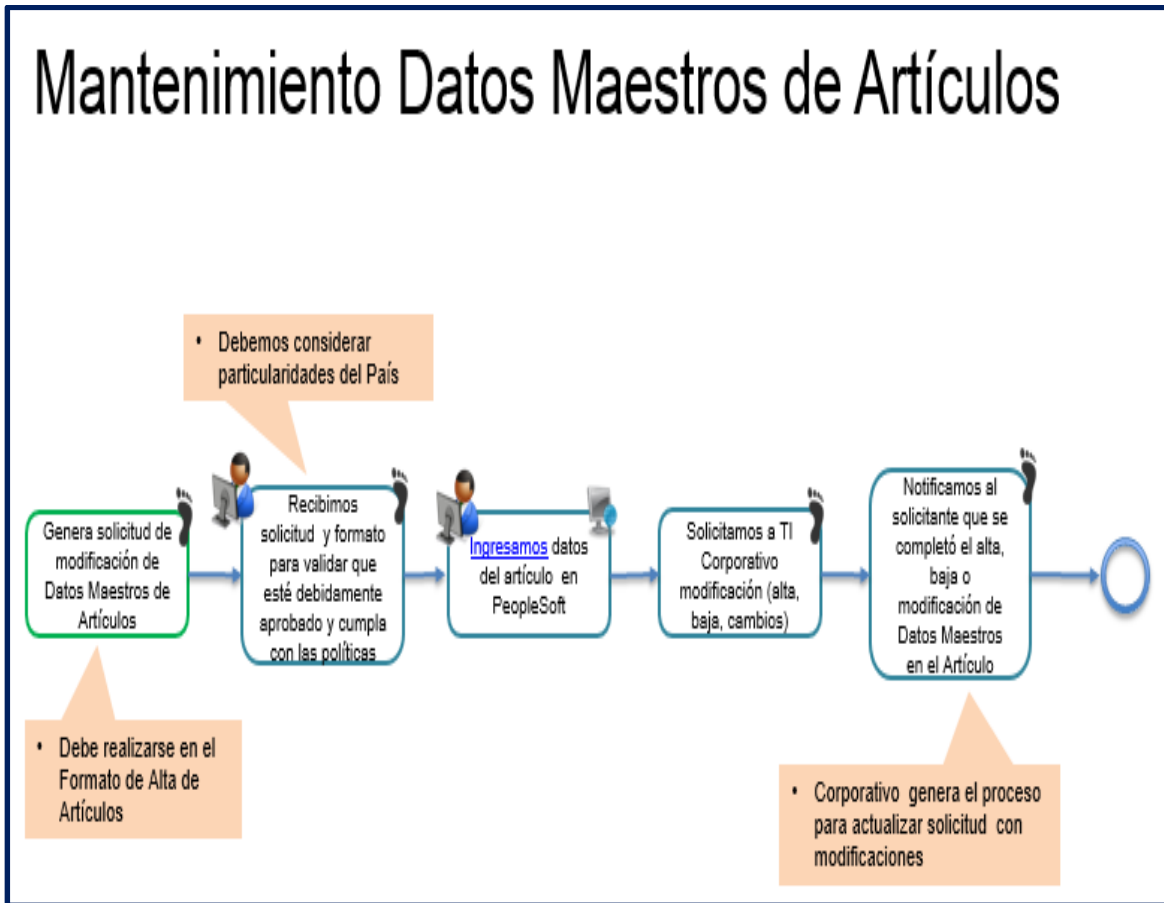 Mantenimiento Datos Maestros de Artículos
• Debemos considerar
particularidades del País
Genera solicitud de
modificación de
Datos Maestros de
Artículos
Recibimos
solicitud y formato
para validar que
esté debidamente
aprobado y cumpla
con las políticas
Ingresamos datos
del artículo en
PeopleSoft
Solicitamos a TI
Corporativo
modificación (alta,
baja, cambios)
Notificamos al
solicitante que se
completó el alta,
baja o
modificación de
Datos Maestros
en el Artículo
• Debe realizarse en el
Formato de Alta de
Artículos
• Corporativo genera el proceso
para actualizar solicitud con
modificaciones